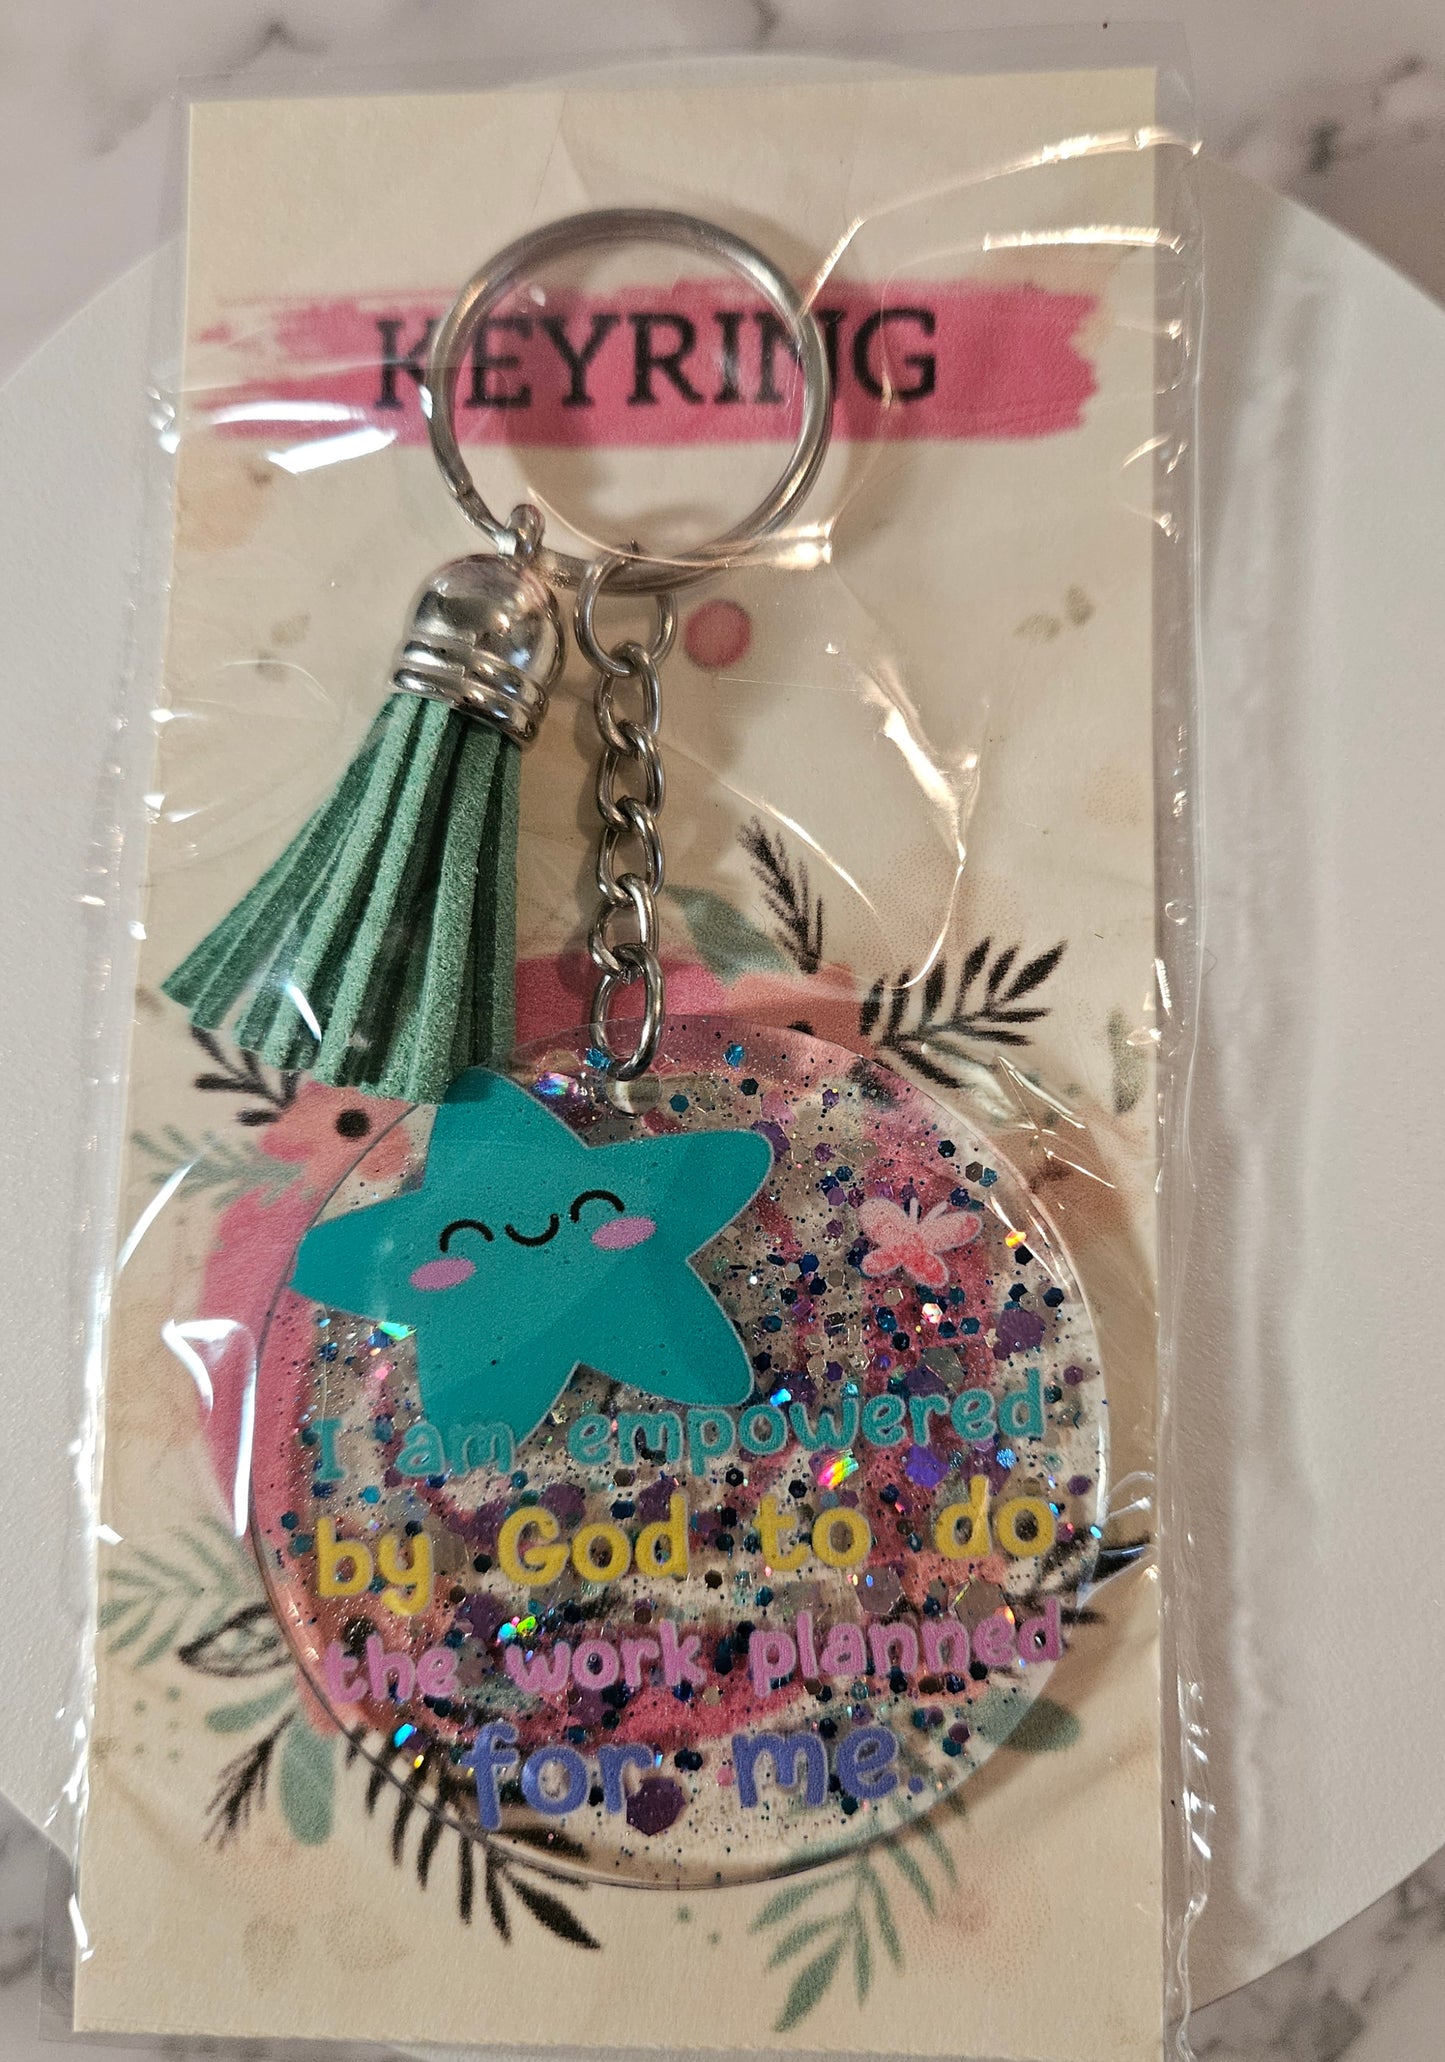 KEYRING
I am empowered
by God to do
the work planned
for me.